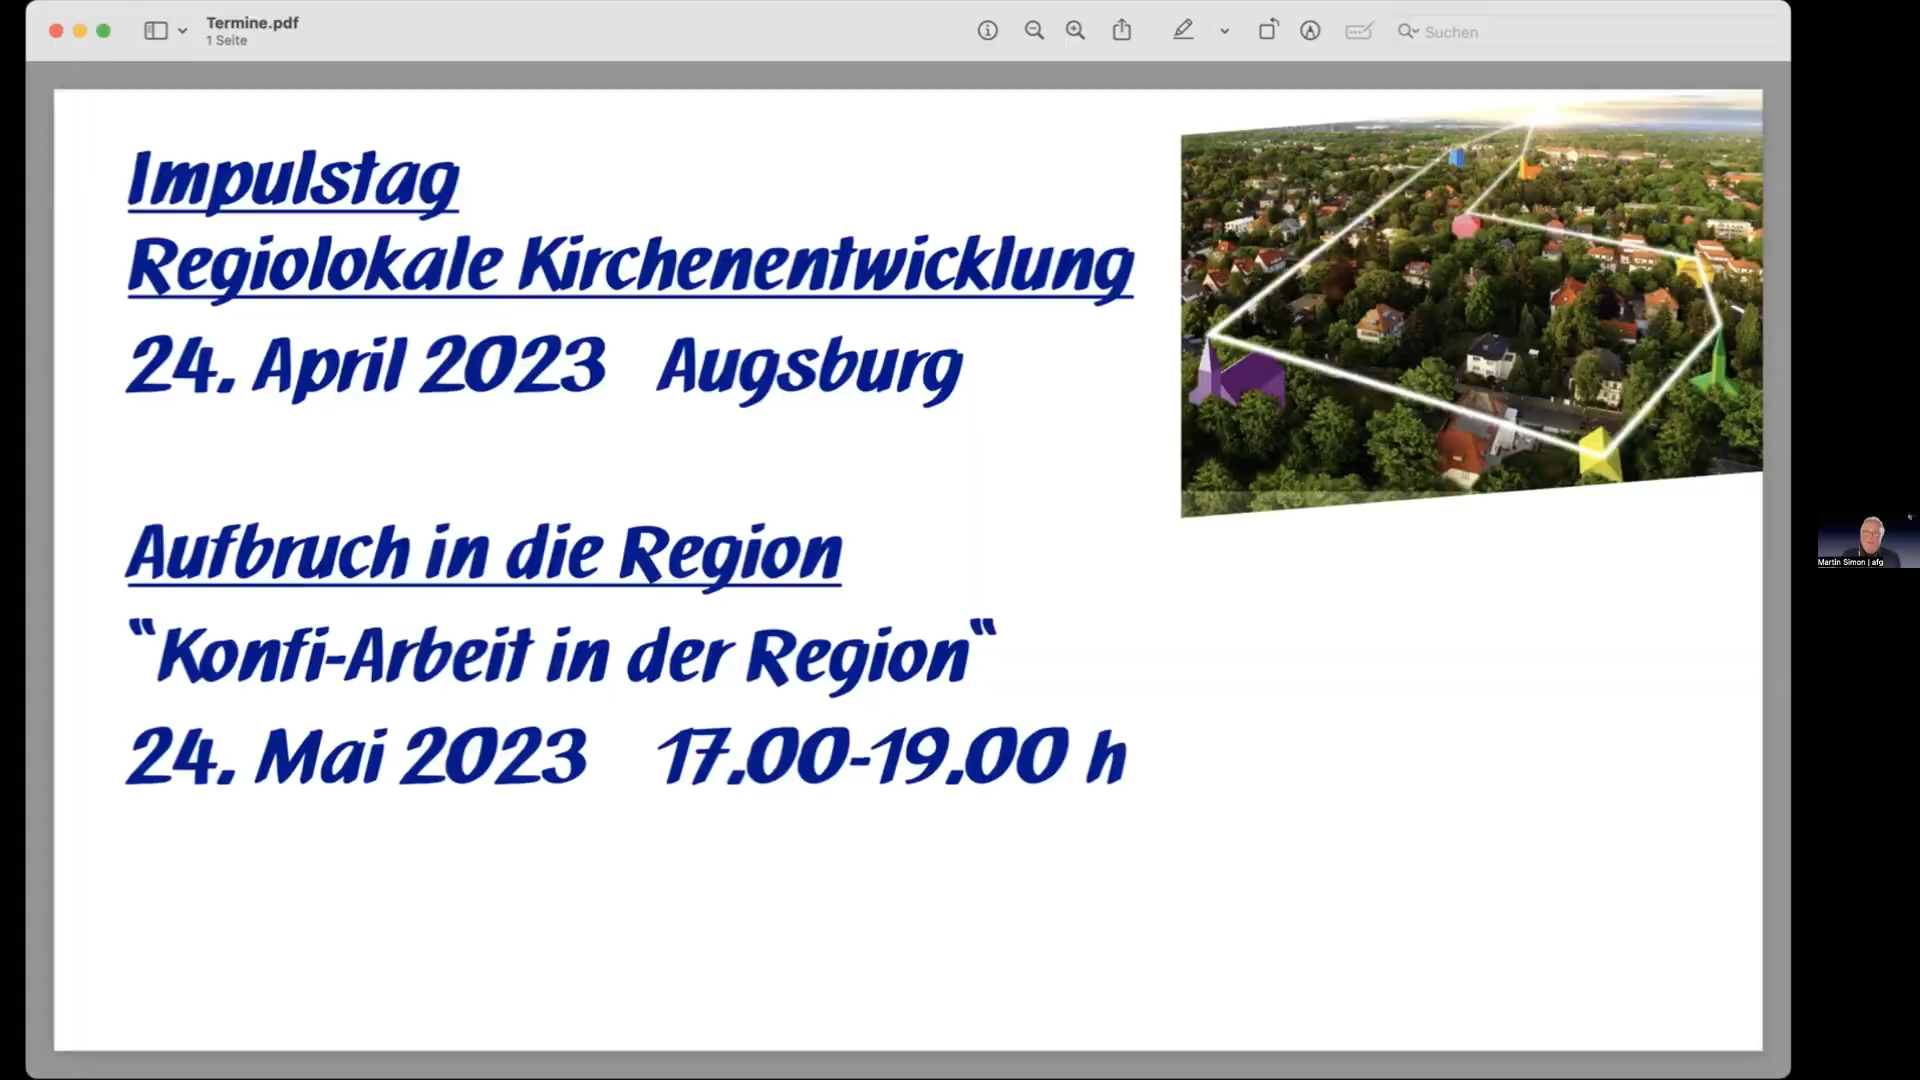 Termine.pdf
1 Seite
Suchen
Impulstag
Regiolokale Kirchenentwicklung
24. April 2023 Augsburg
Aufbruch in die Region
“Konfi-Arbeit in der Region“
24. Mai 2023 17.00-19.00 h
Martin Simon | afg